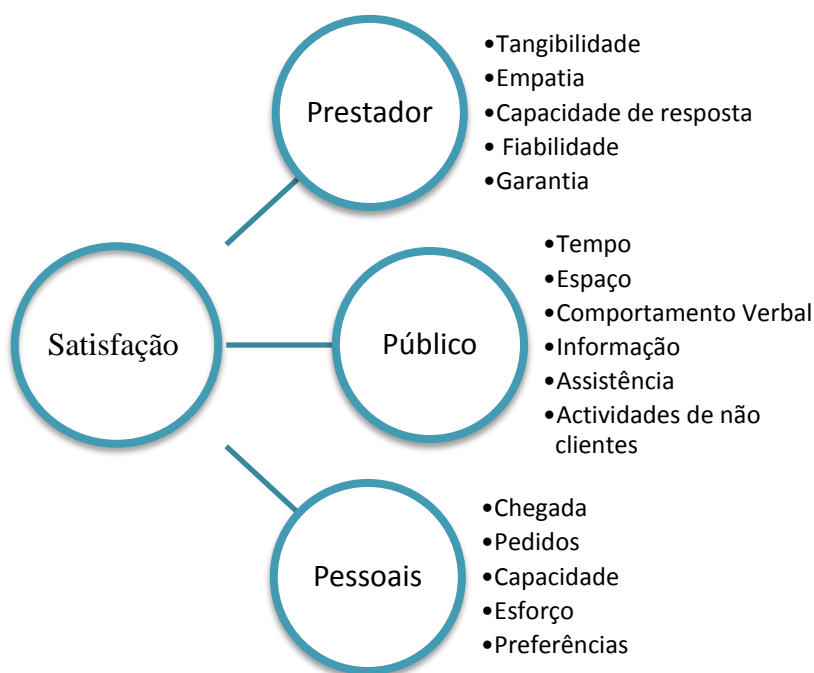 Satisfação
Prestador
•Tangibilidade
•Empatia
•Capacidade de resposta
• Fiabilidade
•Garantia
Público
•Tempo
•Espaço
•Comportamento Verbal
•Informação
•Assistência
•Actividades de não
clientes
Pessoais
•Chegada
•Pedidos
•Capacidade
•Esforço
•Preferências